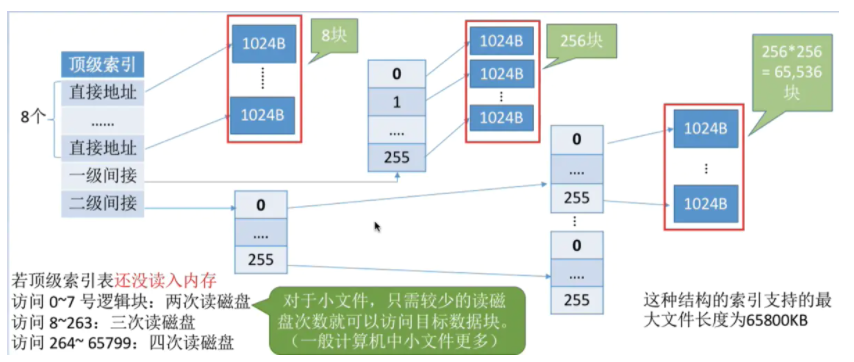 顶级索引
直接地址
……
直接地址
一级间接
二级间接
8个
1024B
1024B
8块
0
1
....
255
1024B
1024B
1024B
256块
0
....
255
0
....
255
0
....
255
1024B
1024B
256*256
= 65,536
块
若顶级索引表还没读入内存
访问 0~7 号逻辑块：两次读磁盘
访问 8~263：三次读磁盘
访问 264~ 65799：四次读磁盘
对于小文件，只需较少的读磁
盘次数就可以访问目标数据块。
（一般计算机中小文件更多）
这种结构的索引支持的最
大文件长度为65800KB